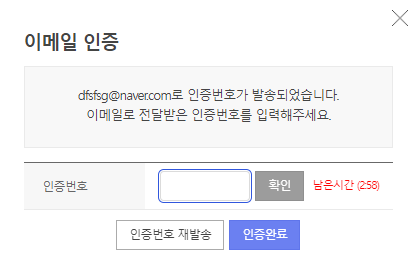 이메일 인증
dfsfsg@naver.com로 인증번호가 발송되었습니다.
이메일로 전달받은 인증번호를 입력해주세요.
인증번호 확인 남은시간 (2:58)
인증번호 재발송 인증완료